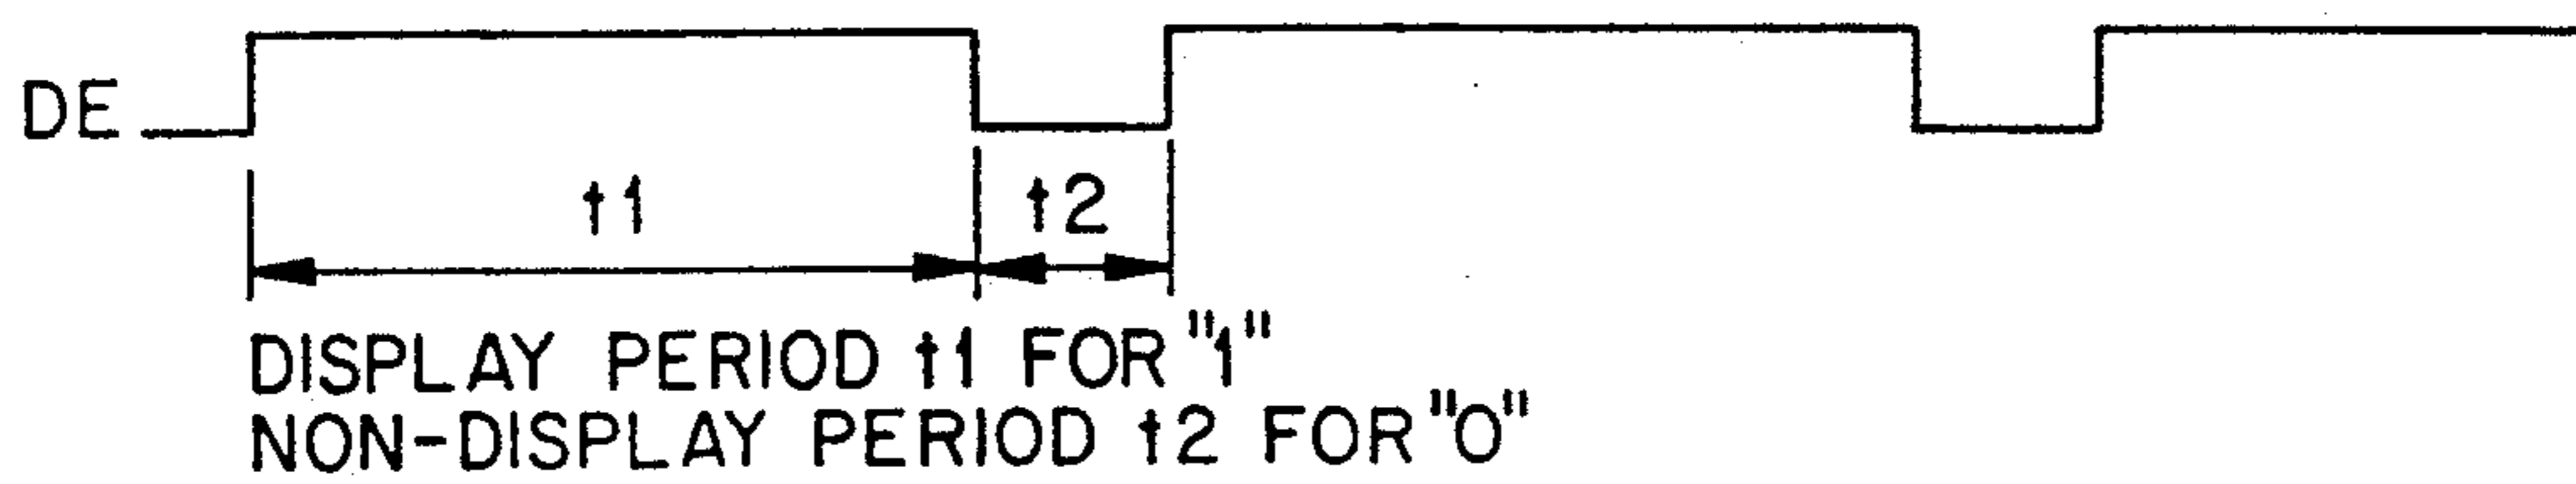 DE
t1 t2
DISPLAY PERIOD t1 FOR "1"
NON-DISPLAY PERIOD t2 FOR "0"